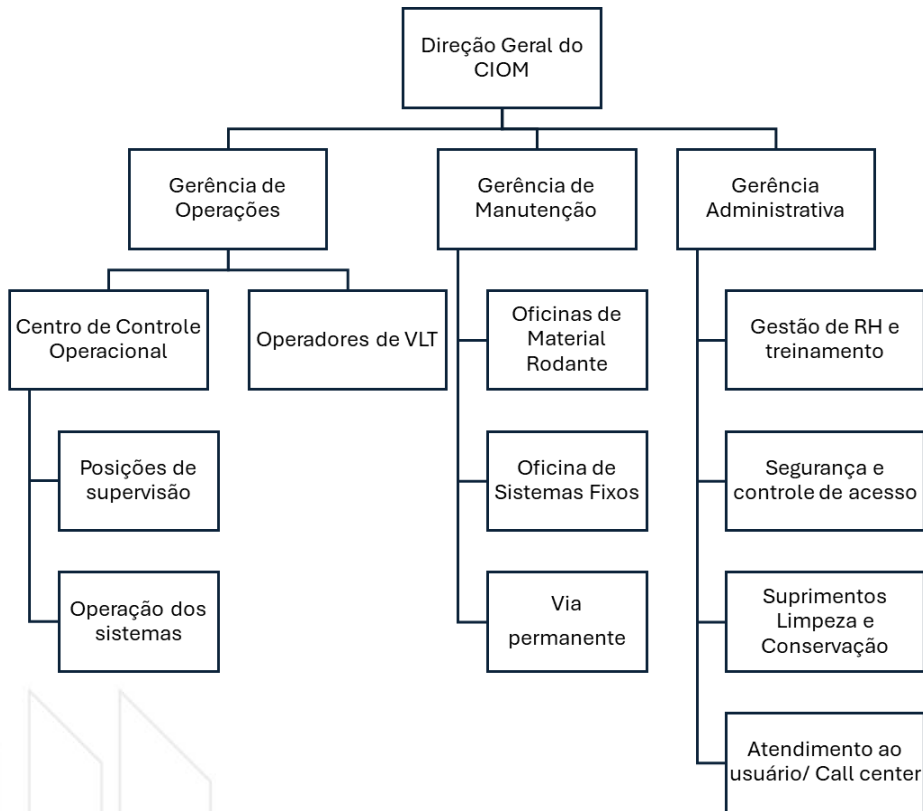 Direção Geral do
CIOM
Gerência de
Operações
Gerência de
Manutenção
Gerência
Administrativa
Centro de Controle
Operacional
Operadores de VLT
Oficinas de
Material
Rodante
Gestão de RH e
treinamento
Posições de
supervisão
Oficina de
Sistemas Fixos
Segurança e
controle de acesso
Operação dos
sistemas
Via
permanente
Suprimentos
Limpeza e
Conservação
Atendimento ao
usuário/ Call center